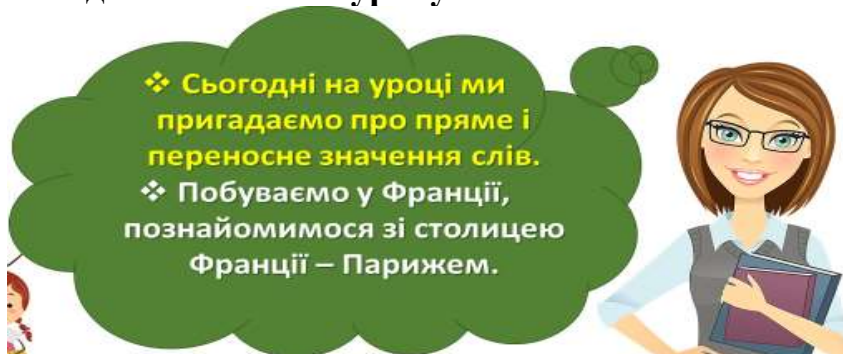 ❖ Сьогодні на уроці ми
пригадаємо про пряме і
переносне значення слів.
❖ Побуваємо у Франції,
познайомимося зі столицею
Франції – Парижем.